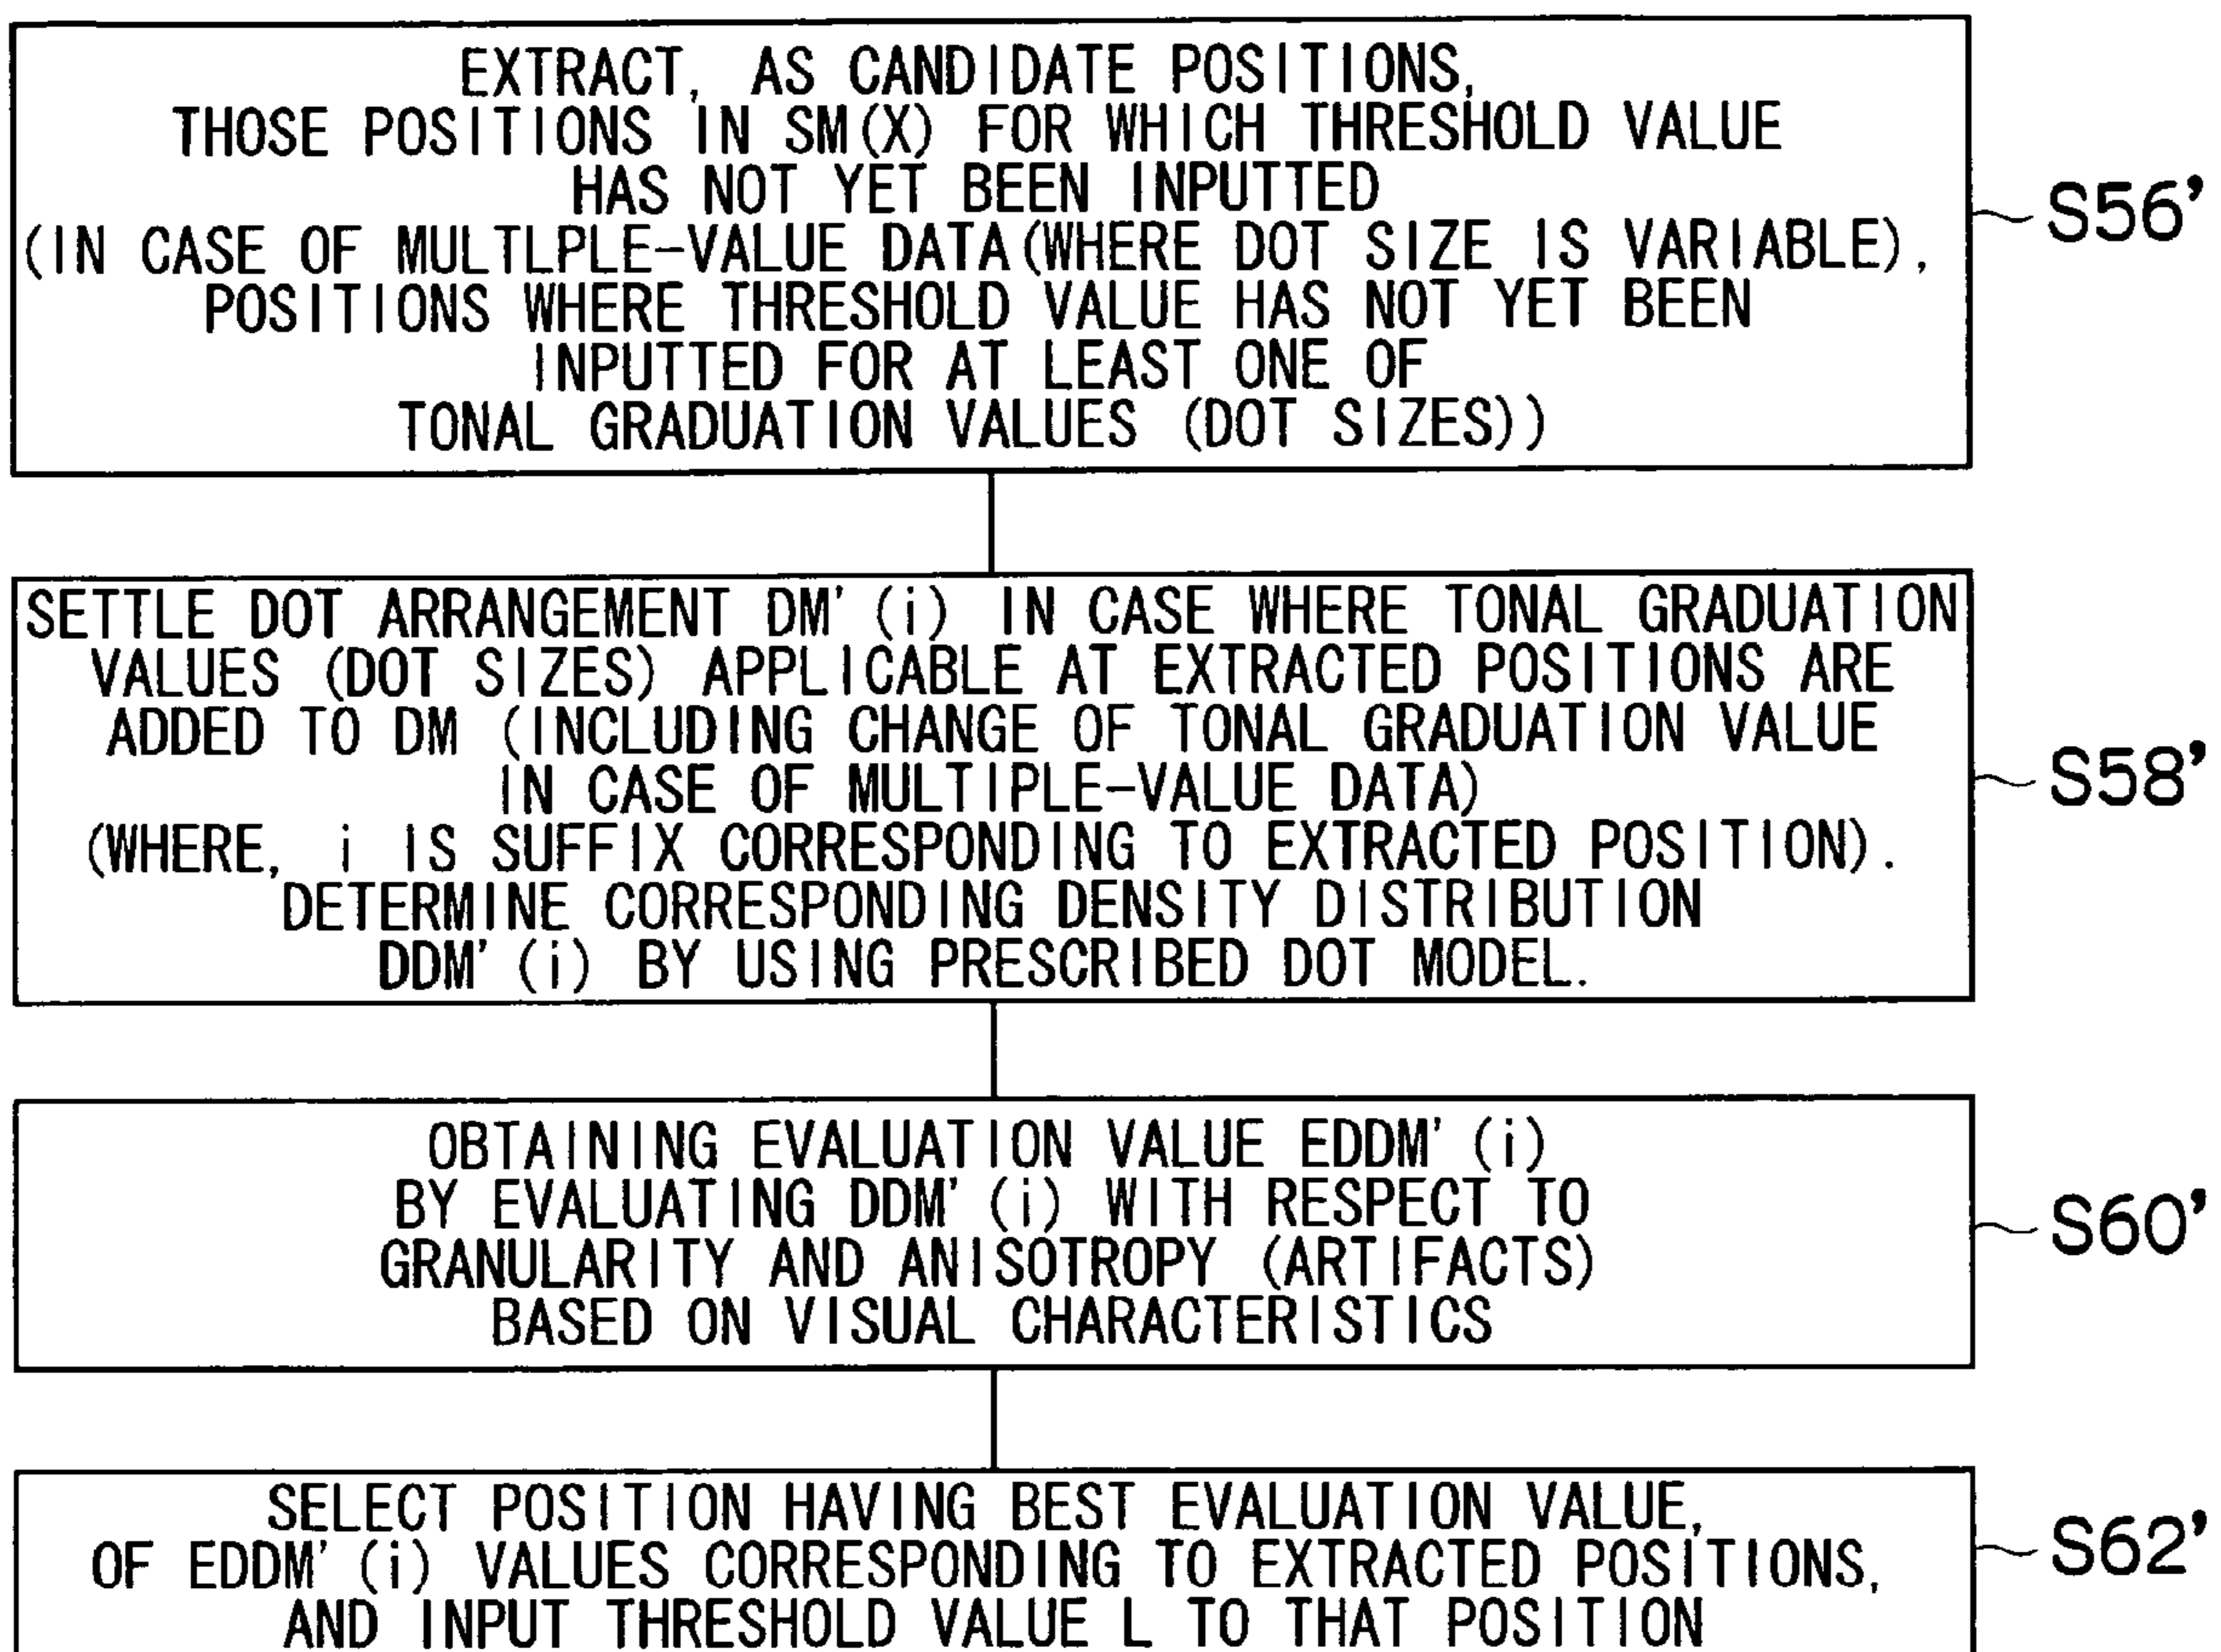 EXTRACT, AS CANDIDATE POSITIONS,
THOSE POSITIONS IN SM(X) FOR WHICH THRESHOLD VALUE
HAS NOT YET BEEN INPUTTED
(IN CASE OF MULTLPLE-VALUE DATA(WHERE DOT SIZE IS VARIABLE),
POSITIONS WHERE THRESHOLD VALUE HAS NOT YET BEEN
INPUTTED FOR AT LEAST ONE OF
TONAL GRADUATION VALUES (DOT SIZES))
S56'
SETTLE DOT ARRANGEMENT DM'(i) IN CASE WHERE TONAL GRADUATION
VALUES (DOT SIZES) APPLICABLE AT EXTRACTED POSITIONS ARE
ADDED TO DM (INCLUDING CHANGE OF TONAL GRADUATION VALUE
IN CASE OF MULTIPLE-VALUE DATA)
(WHERE, i IS SUFFIX CORRESPONDING TO EXTRACTED POSITION).
DETERMINE CORRESPONDING DENSITY DISTRIBUTION
DDM'(i) BY USING PRESCRIBED DOT MODEL.
S58'
OBTAINING EVALUATION VALUE EDDM'(i)
BY EVALUATING DDM'(i) WITH RESPECT TO
GRANULARITY AND ANISOTROPY (ARTIFACTS)
BASED ON VISUAL CHARACTERISTICS
S60'
SELECT POSITION HAVING BEST EVALUATION VALUE,
OF EDDM'(i) VALUES CORRESPONDING TO EXTRACTED POSITIONS,
AND INPUT THRESHOLD VALUE L TO THAT POSITION
S62'